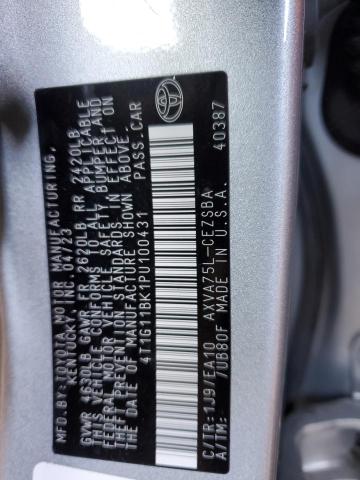 MFD.BY:TOYOTA MOTOR MANUFACTURING,
KENTUCKY, INC. 04/23
GVWR 4630LB GAWR FR 2620LB RR 2420LB
THIS VEHICLE CONFORMS TO ALL APPLICABLE
FEDERAL MOTOR VEHICLE SAFETY, BUMPER, AND
THEFT PREVENTION STANDARDS IN EFFECT ON
THE DATE OF MANUFACTURE SHOWN ABOVE.
4T1G11BK1PU100431 PASS.CAR
C/TR:1J9/EA10 AXVA75L-CEZSBA
A/TM: /UB80F MADE IN U.S.A. 40387